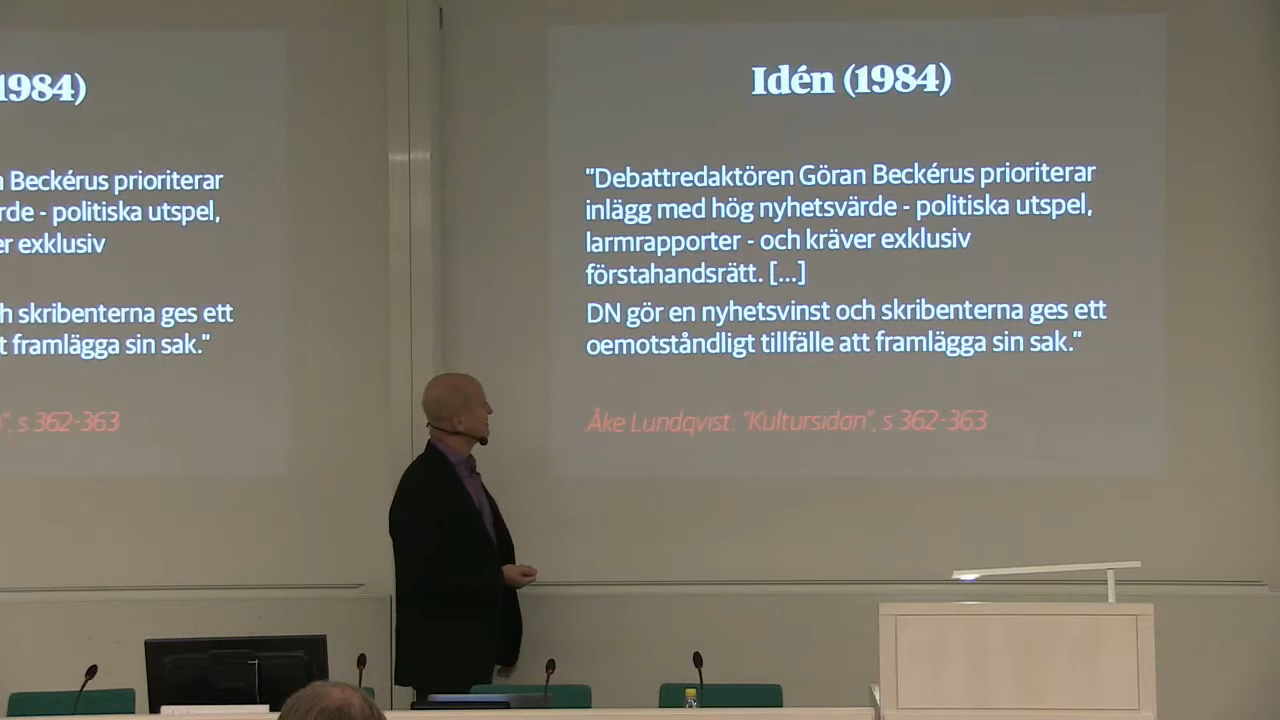 1984)
n Beckérus prioriterar
rde - politiska utspel,
er exklusiv
h skribenterna ges ett
t framlägga sin sak."
", s 362-363
Idén (1984)
"Debattredaktören Göran Beckérus prioriterar
inlägg med hög nyhetsvärde - politiska utspel,
larmrapporter - och kräver exklusiv
förstahandsrätt. [...]
DN gör en nyhetsvinst och skribenterna ges ett
oemotståndligt tillfälle att framlägga sin sak."
Åke Lundqvist: "Kultursidan", s 362-363